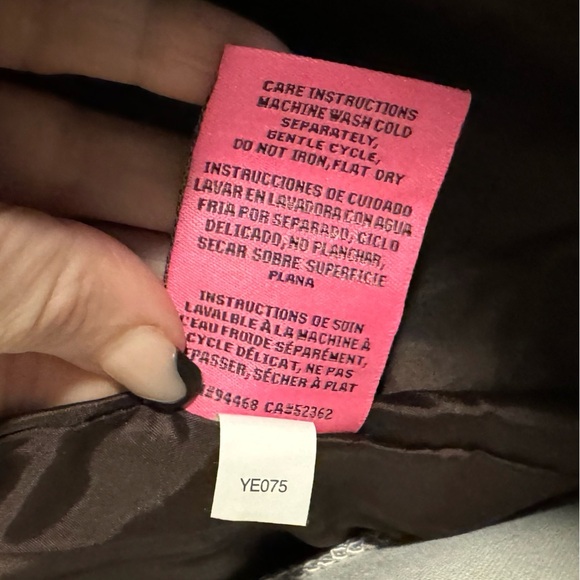 CARE INSTRUCTIONS
MACHINE WASH COLD
SEPARATELY,
GENTLE CYCLE,
DO NOT IRON, FLAT DRY
INSTRUCCIONES DE CUIDADO
LAVAR EN LAVADORA CON AGUA
FRIA POR SEPARADO, CICLO
DELICADO, NO PLANCHAR,
SECAR SOBRE SUPERFICIE
PLANA
INSTRUCTIONS DE SOIN
LAVALBLE À LA MACHINE À
L'EAU FROIDE SÉPARÉMENT,
CYCLE DÉLICAT, NE PAS
EPASSER, SÉCHER À PLAT
#94468 CA#52362
YE075